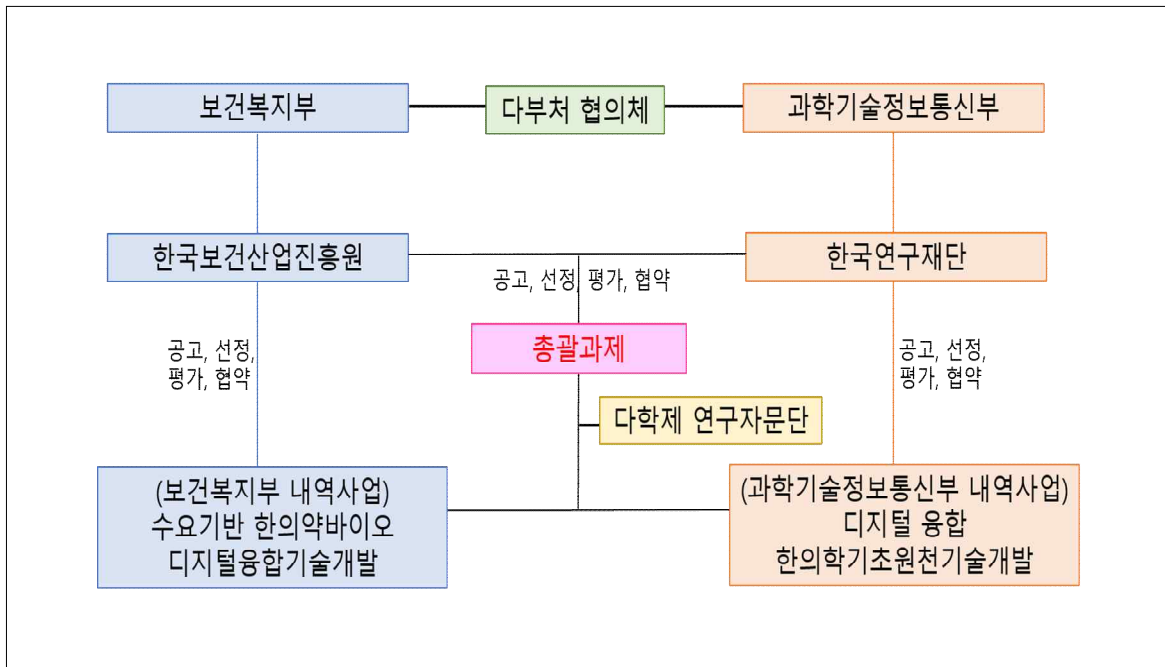 보건복지부
다부처 협의체
과학기술정보통신부
한국보건산업진흥원
한국연구재단
공고, 선정, 평가, 협약
총괄과제
공고, 선정,
평가, 협약
공고, 선정,
평가, 협약
다학제 연구자문단
(보건복지부 내역사업)
수요기반 한의약바이오
디지털융합기술개발
(과학기술정보통신부 내역사업)
디지털 융합
한의학기초원천기술개발